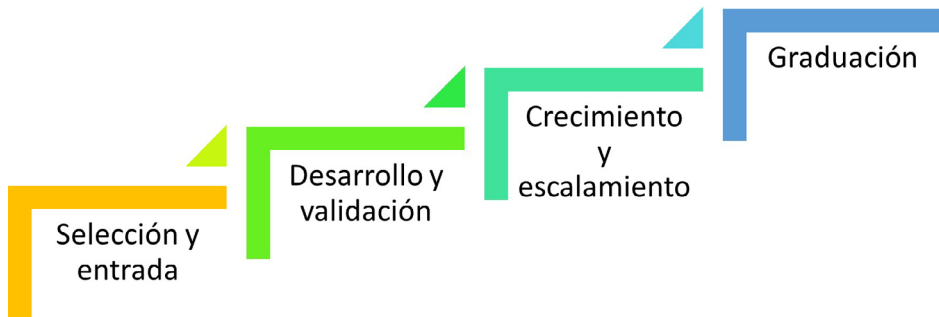 Selección y
entrada
Desarrollo y
validación
Crecimiento
y
escalamiento
Graduación